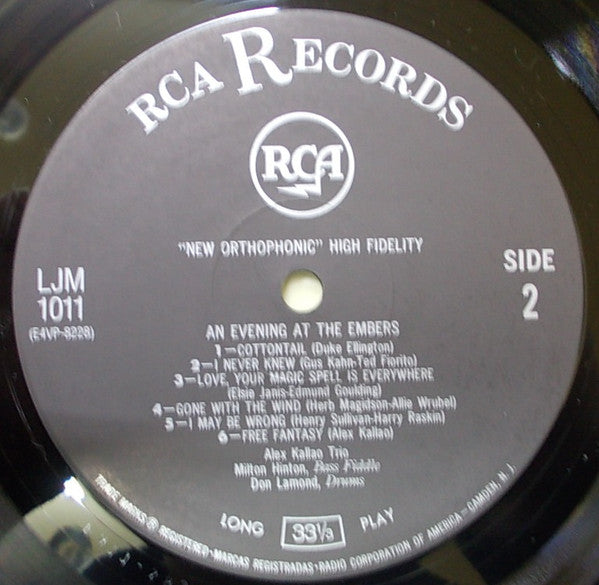 RCA RECORDS
RCA
"NEW ORTHOPHONIC" HIGH FIDELITY
LJM
1011
(E4VP-8228)
SIDE
2
AN EVENING AT THE EMBERS
1—COTTONTAIL (Duke Ellington)
2—I NEVER KNEW (Gus Kahn-Ted Fiorito)
3—LOVE, YOUR MAGIC SPELL IS EVERYWHERE
(Elsie Janis-Edmund Goulding)
4—GONE WITH THE WIND (Herb Magidson-Allie Wrubel)
5—I MAY BE WRONG (Henry Sullivan-Harry Raskin)
6—FREE FANTASY (Alex Kallao)
Alex Kallao Trio
Milton Hinton, Bass Fiddle
Don Lamond, Drums
LONG 33⅓ PLAY
TRADE MARKS ® REGISTERED·MARCAS REGISTRADAS·RADIO CORPORATION OF AMERICA—CAMDEN, N. J.